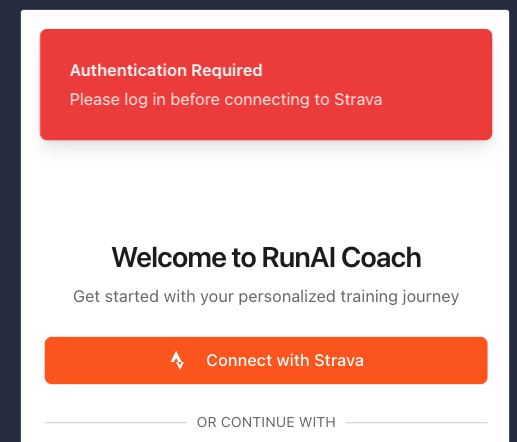 Authentication Required
Please log in before connecting to Strava
Welcome to RunAI Coach
Get started with your personalized training journey
Connect with Strava
OR CONTINUE WITH